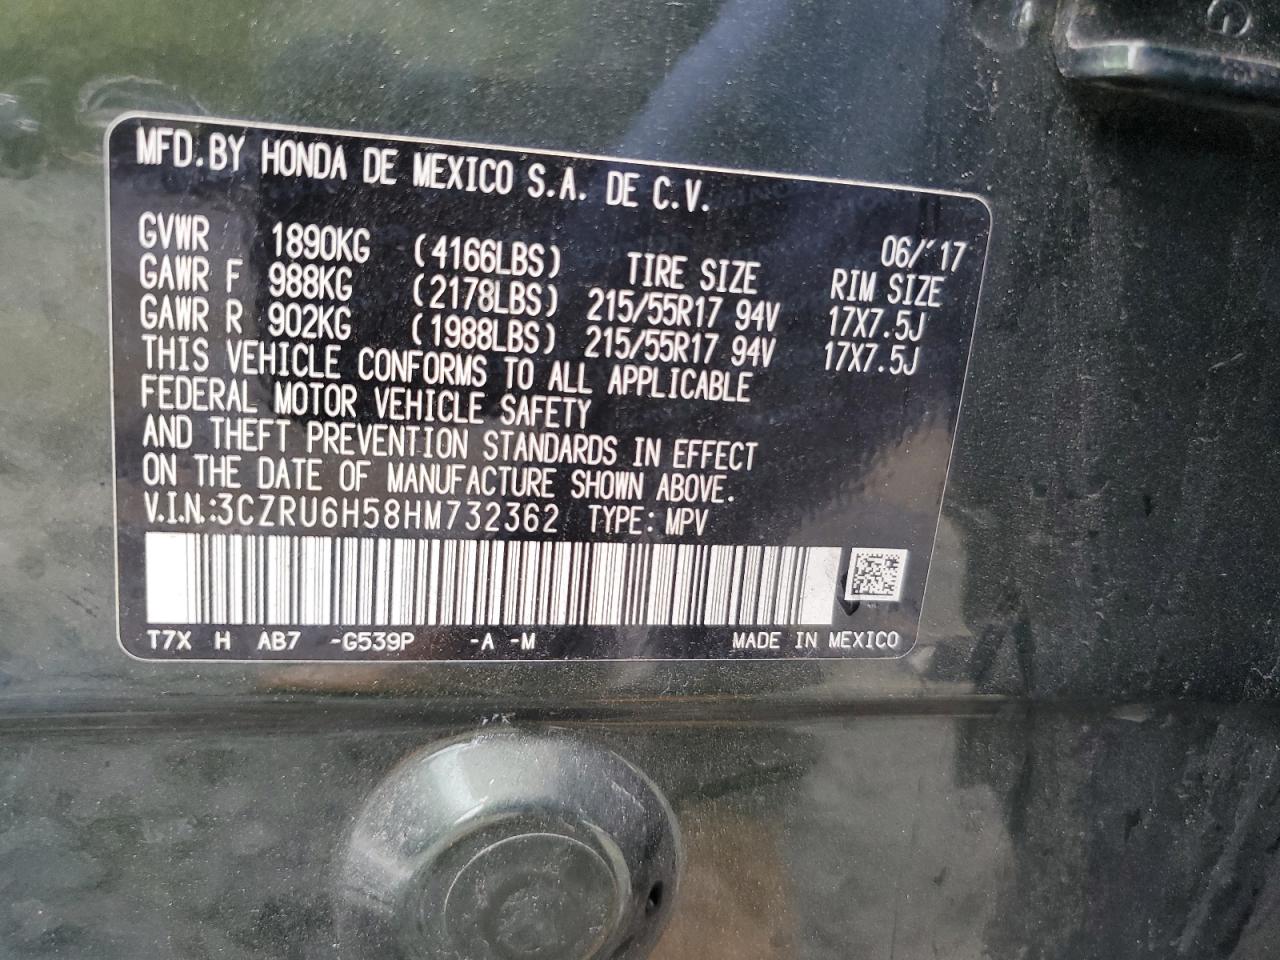 MFD.BY HONDA DE MEXICO S.A. DE C.V.
06/'17
GVWR 1890KG (4166LBS) TIRE SIZE RIM SIZE
GAWR F 988KG (2178LBS) 215/55R17 94V 17X7.5J
GAWR R 902KG (1988LBS) 215/55R17 94V 17X7.5J
THIS VEHICLE CONFORMS TO ALL APPLICABLE
FEDERAL MOTOR VEHICLE SAFETY
AND THEFT PREVENTION STANDARDS IN EFFECT
ON THE DATE OF MANUFACTURE SHOWN ABOVE.
V.I.N.:3CZRU6H58HM732362 TYPE: MPV
T7X H AB7 -G539P -A -M MADE IN MEXICO